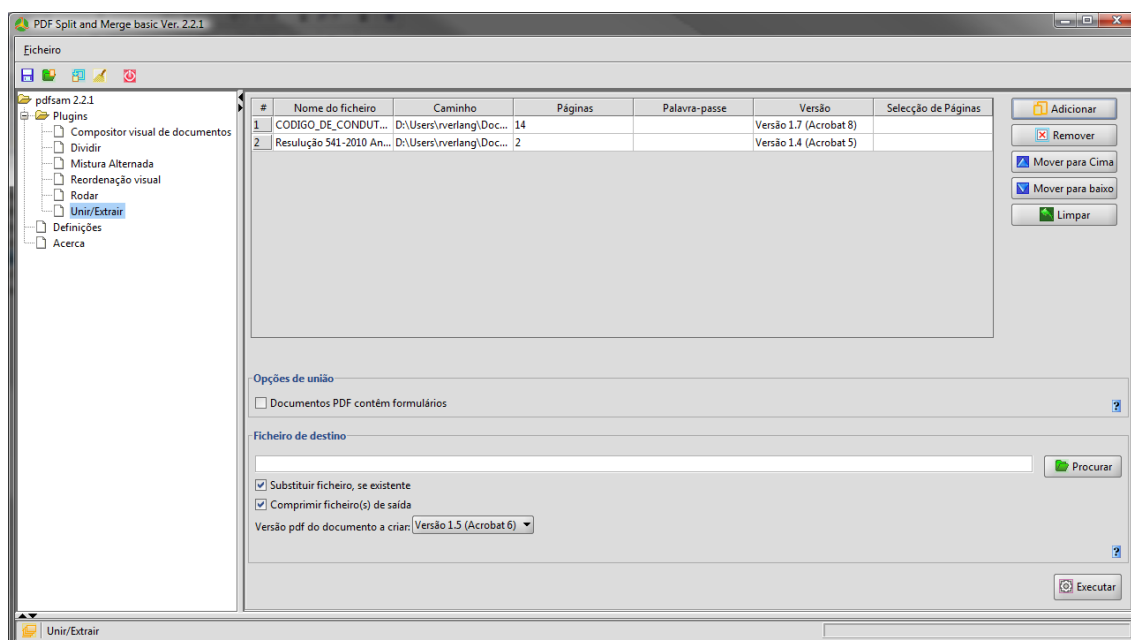 PDF Split and Merge basic Ver. 2.2.1
Ficheiro
pdfsam 2.2.1
Plugins
Compositor visual de documentos
Dividir
Mistura Alternada
Reordenação visual
Rodar
Unir/Extrair
Definições
Acerca
# Nome do ficheiro Caminho Páginas Palavra-passe Versão Selecção de Páginas
1 CODIGO_DE_CONDUT... D:\Users\rverlang\Doc... 14 Versão 1.7 (Acrobat 8)
2 Resulução 541-2010 An... D:\Users\rverlang\Doc... 2 Versão 1.4 (Acrobat 5)
Adicionar
Remover
Mover para Cima
Mover para baixo
Limpar
Opções de união
Documentos PDF contêm formulários
?
Ficheiro de destino
Procurar
Substituir ficheiro, se existente
Comprimir ficheiro(s) de saída
Versão pdf do documento a criar: Versão 1.5 (Acrobat 6)
?
Executar
Unir/Extrair